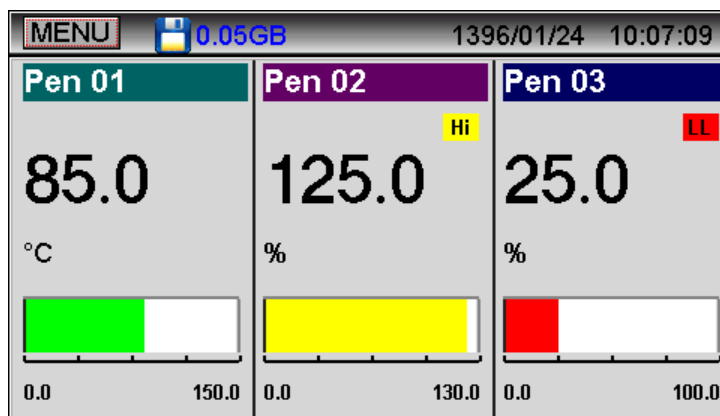 MENU 0.05GB 1396/01/24 10:07:09
Pen 01 Pen 02 Pen 03
Hi LL
85.0 125.0 25.0
°C % %
0.0 150.0 0.0 130.0 0.0 100.0